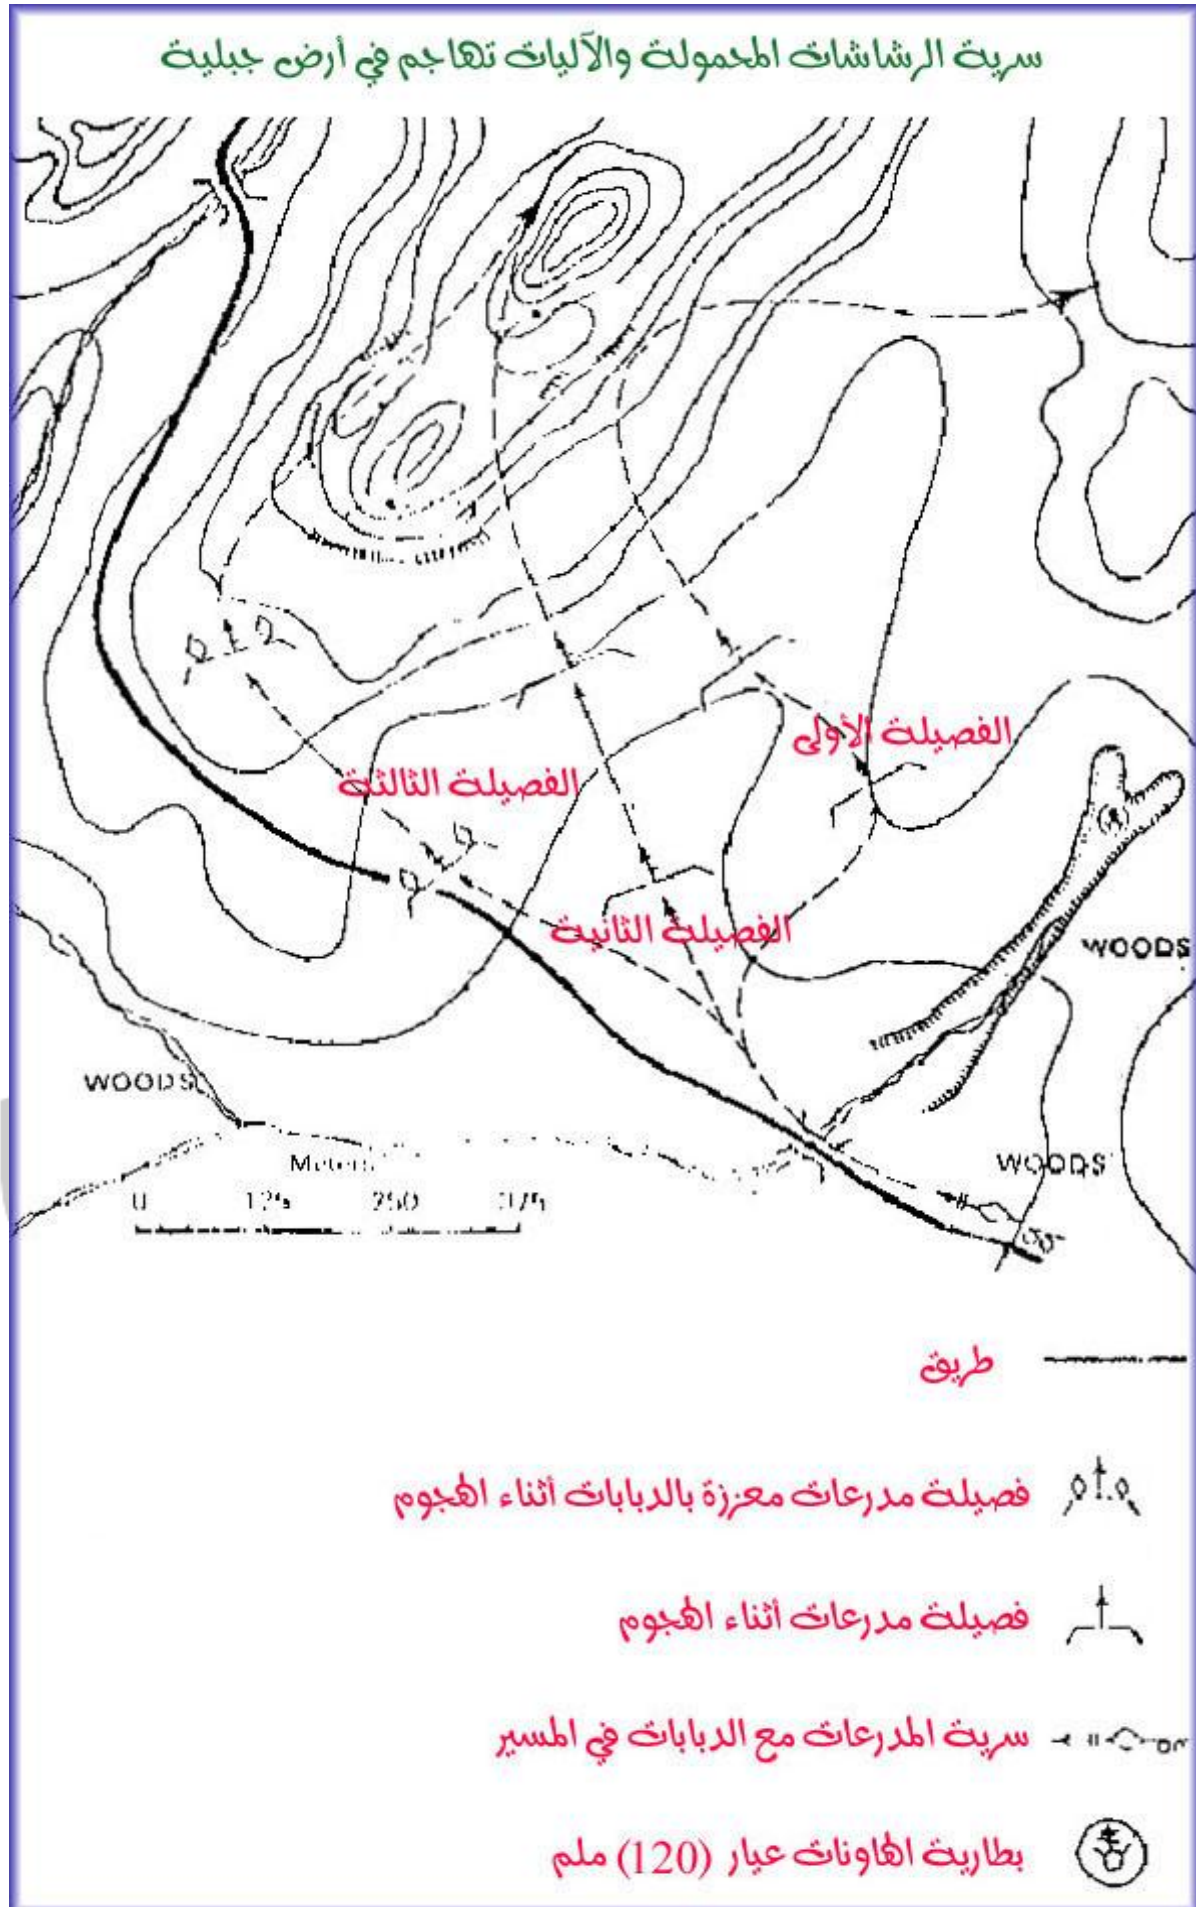 سرية الرشاشات المحمولة والآليات تهاجم في أرض جبلية
الفصيلة الأولى
الفصيلة الثالثة
الفصيلة الثانية
WOODS
WOODS
WOODS
Meters
0 125 250 375
طريق
فصيلة مدرعات معززة بالدبابات أثناء الهجوم
فصيلة مدرعات أثناء الهجوم
سرية المدرعات مع الدبابات في المسير
بطارية الهاونات عيار (120) ملم